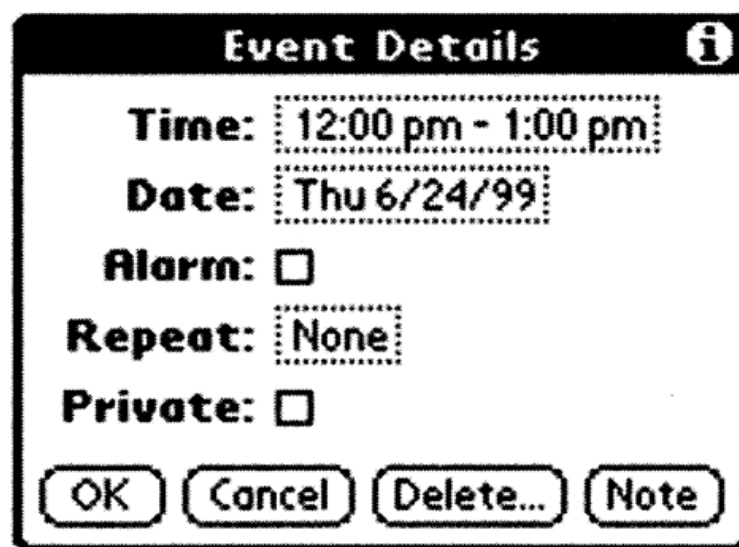 Event Details i
Time: 12:00 pm - 1:00 pm
Date: Thu 6/24/99
Alarm:
Repeat: None
Private:
OK Cancel Delete... Note